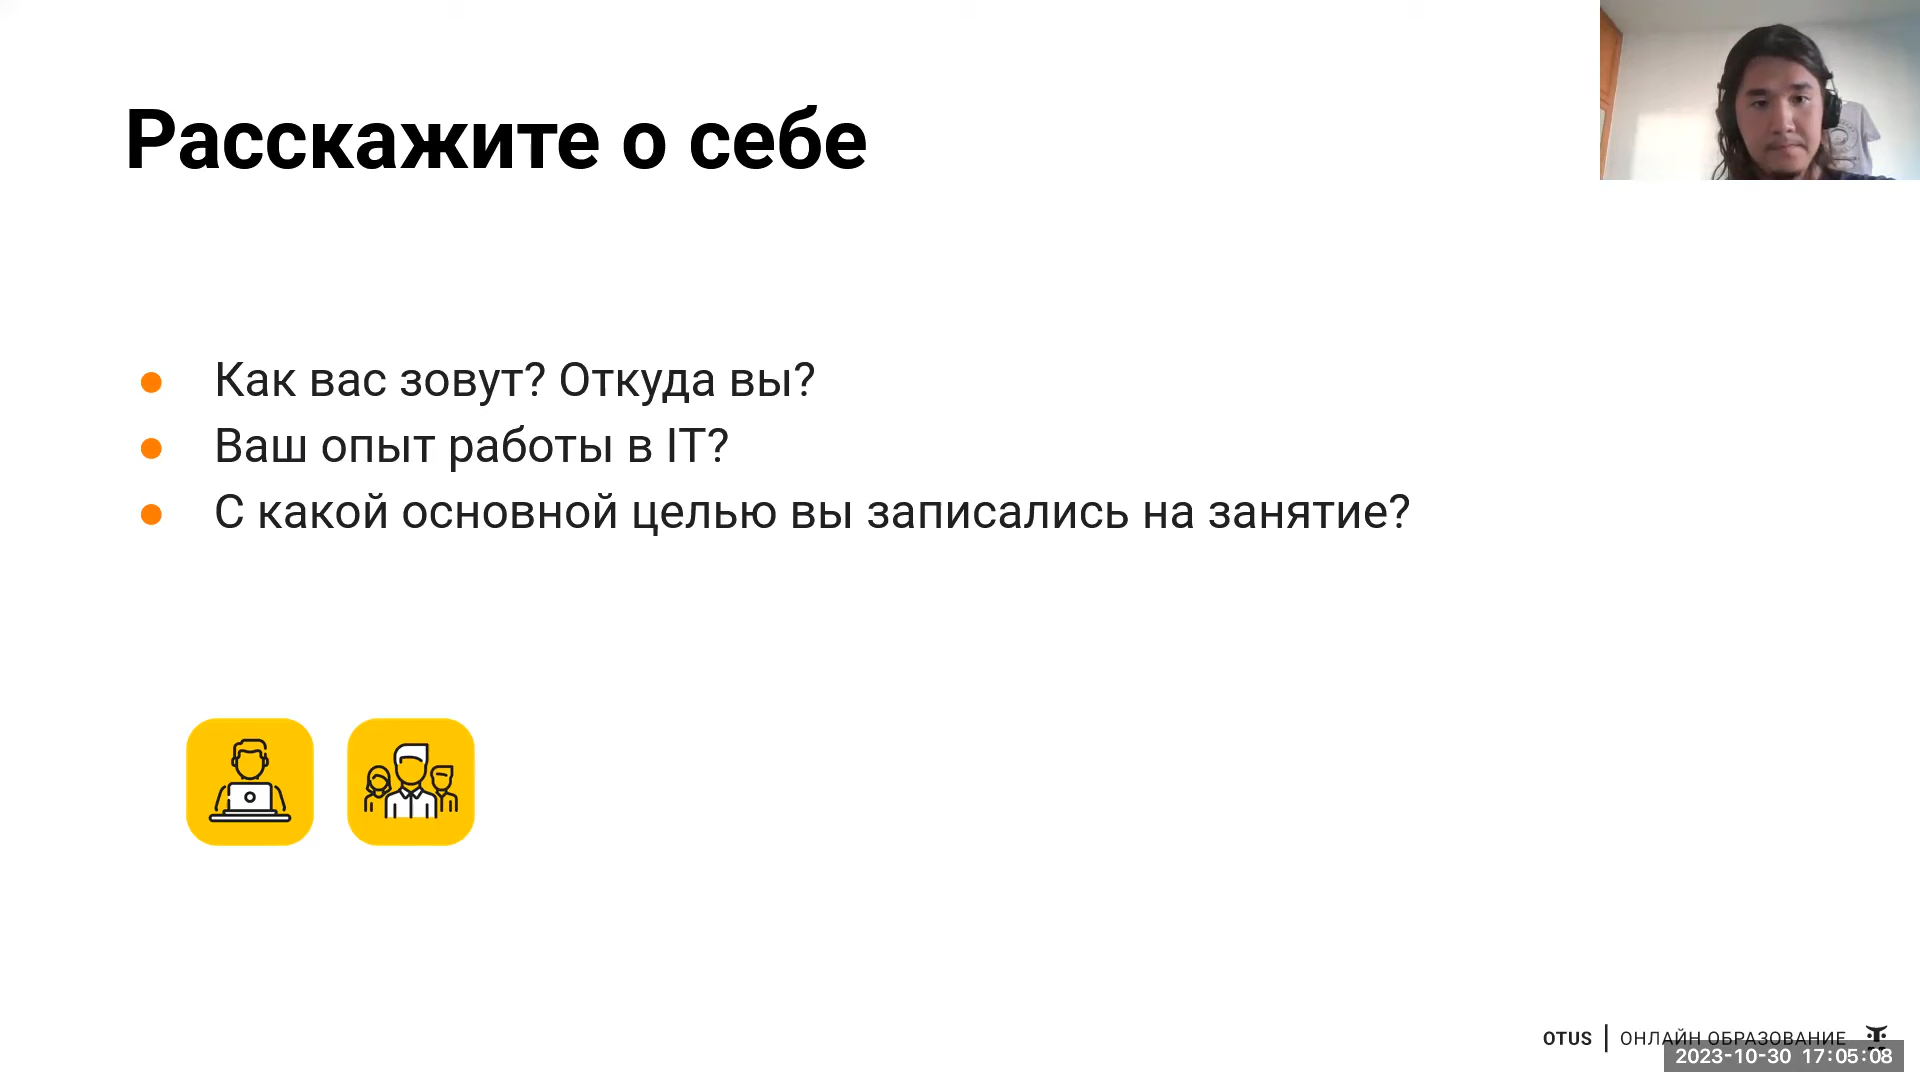 Расскажите о себе
Как вас зовут? Откуда вы?
Ваш опыт работы в IT?
С какой основной целью вы записались на занятие?
OTUS | ОНЛАЙН ОБРАЗОВАНИЕ
2023-10-30 17:05:08